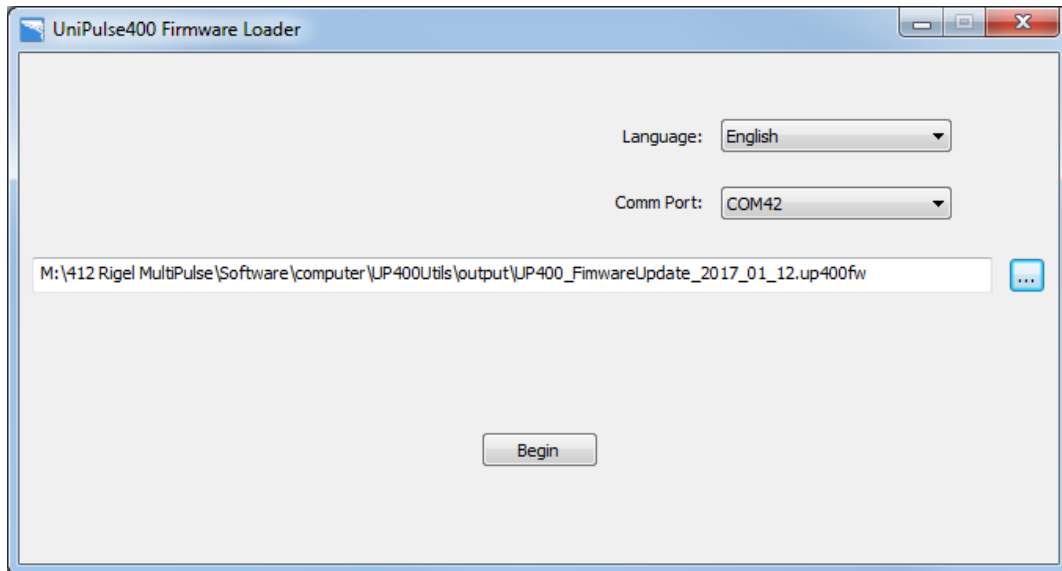 UniPulse400 Firmware Loader
Language: English
Comm Port: COM42
M:\412 Rigel MultiPulse\Software\computer\UP400Utils\output\UP400_FimwareUpdate_2017_01_12.up400fw ...
Begin